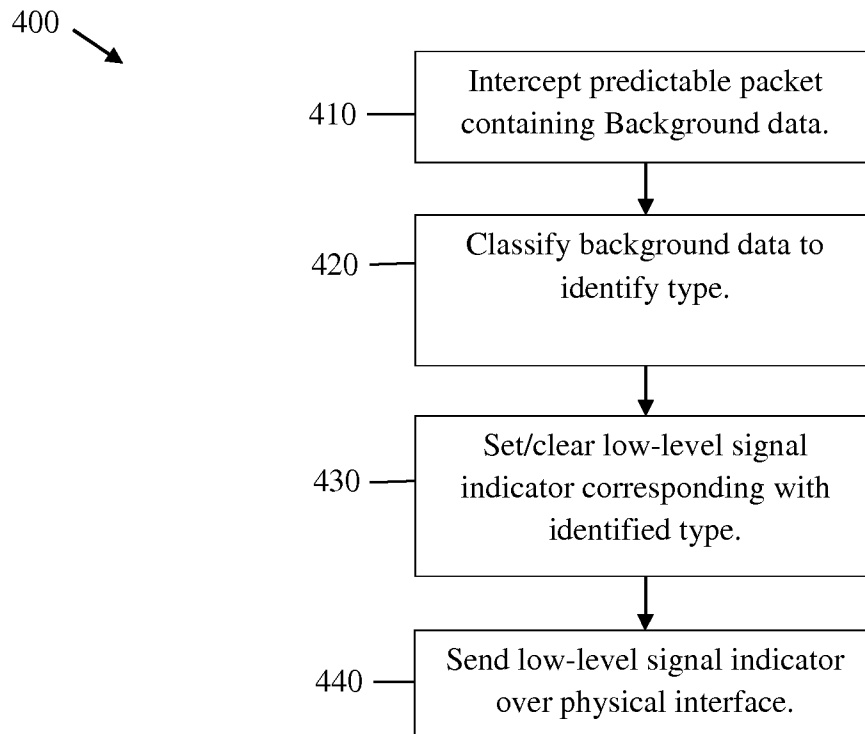 400
Intercept predictable packet
410
containing Background data.
Classify background data to
420
identify type.
Set/clear low-level signal
430
indicator corresponding with
identified type.
Send low-level signal indicator
440
over physical interface.